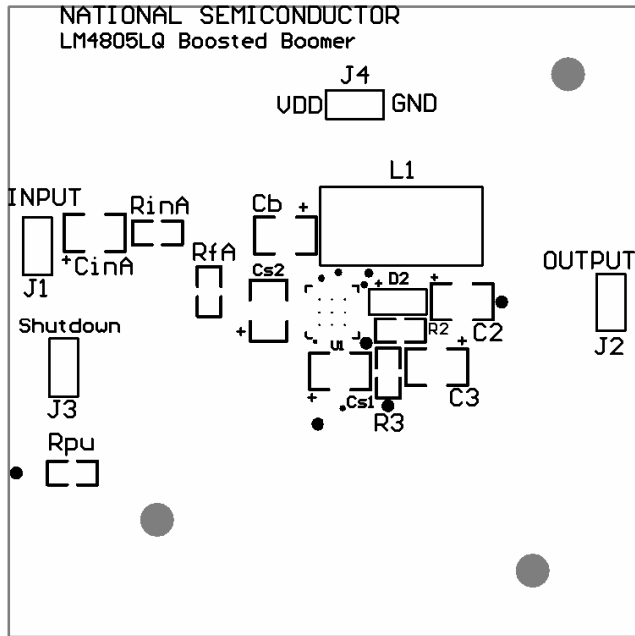 NATIONAL SEMICONDUCTOR
LM4805LQ Boosted Boomer
J4
VDD GND
L1
INPUT
RinA
Cb +
+CinA
J1
RfA
Cs2
OUTPUT
D2
+
+
R2
C2
J2
Shutdown
+
U1
+
J3
+
Cs1
C3
R3
Rpu